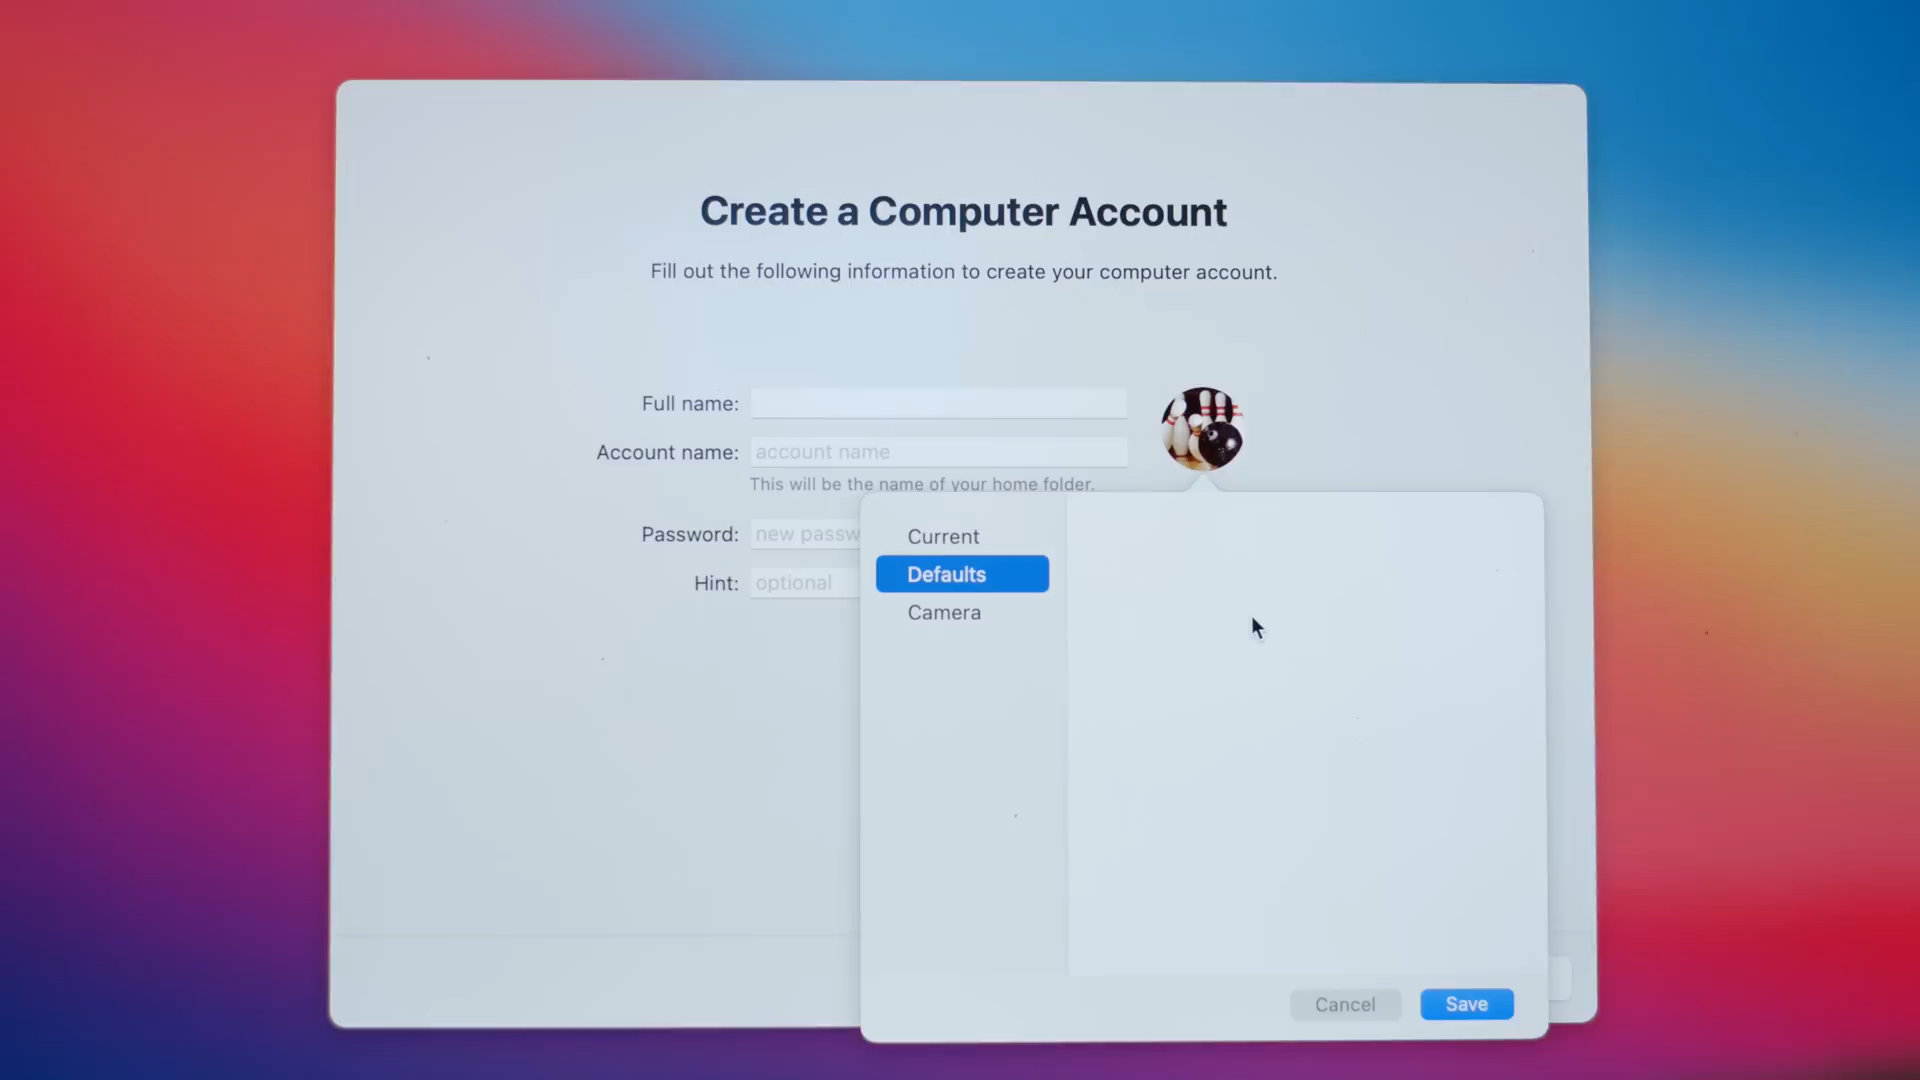 Create a Computer Account
Fill out the following information to create your computer account.
Full name:
Account name: account name
This will be the name of your home folder.
Password: new passw
Hint: optional
Current
Defaults
Camera
Cancel
Save